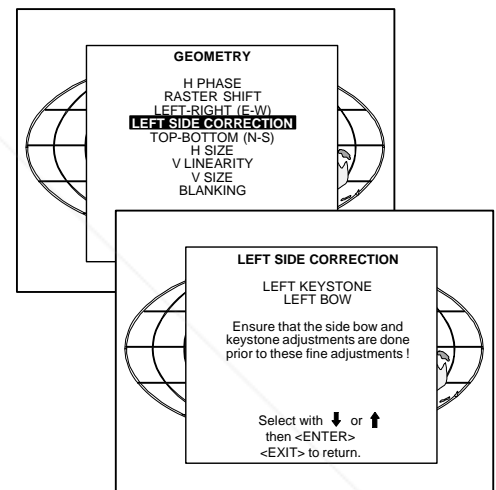 GEOMETRY
H PHASE
RASTER SHIFT
LEFT-RIGHT (E-W)
LEFT SIDE CORRECTION
TOP-BOTTOM (N-S)
H SIZE
V LINEARITY
V SIZE
BLANKING
LEFT SIDE CORRECTION
LEFT KEYSTONE
LEFT BOW
Ensure that the side bow and
keystone adjustments are done
prior to these fine adjustments !
Select with ⬇ or ⬆
then <ENTER>
<EXIT> to return.